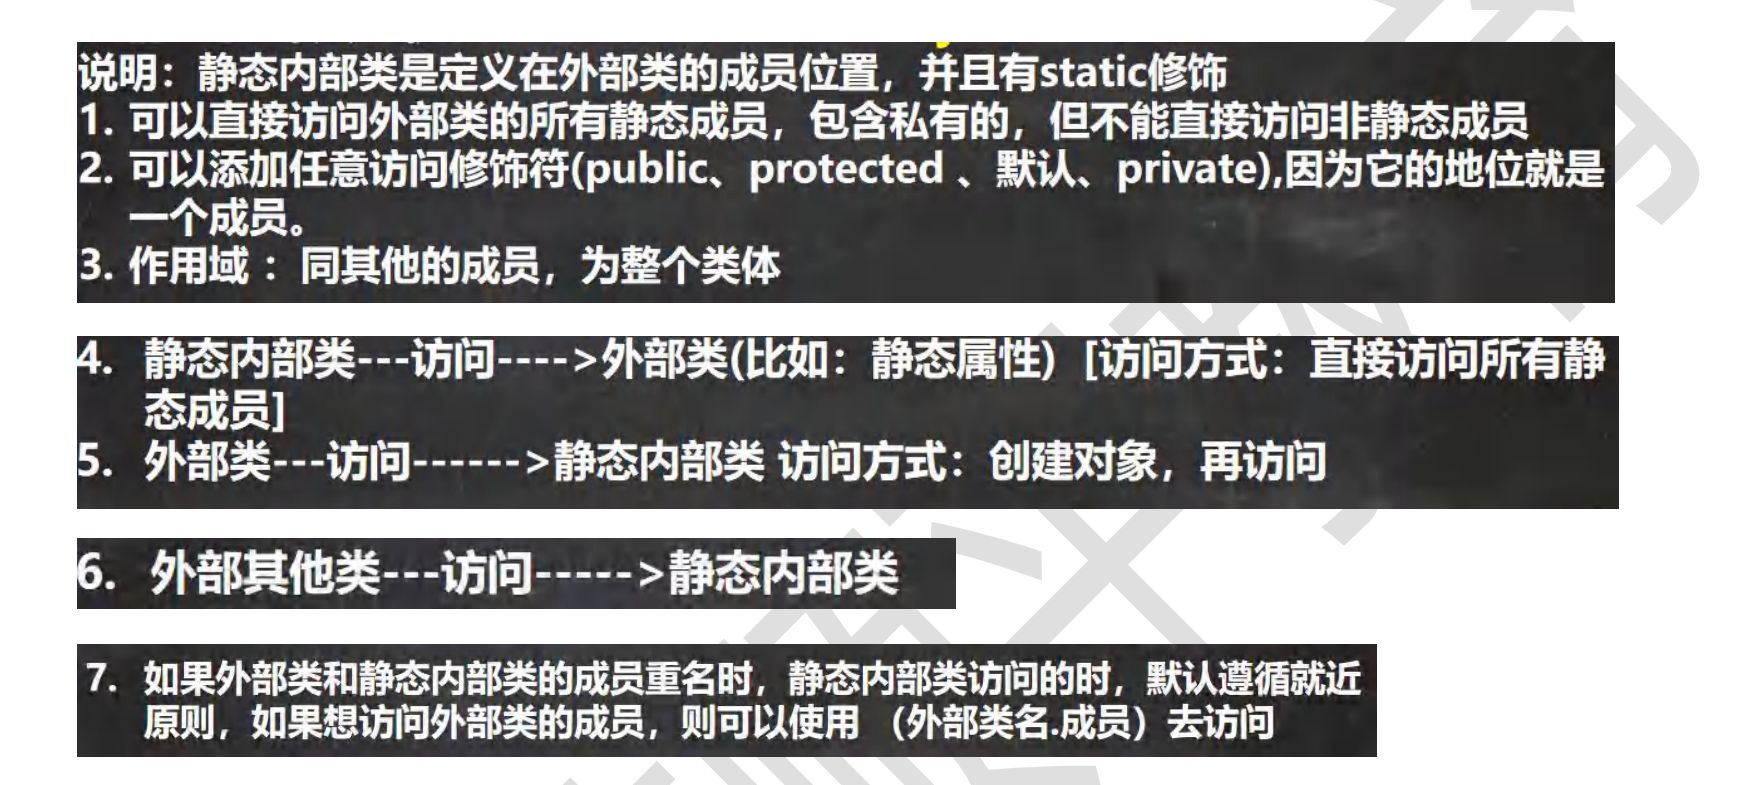 说明：静态内部类是定义在外部类的成员位置，并且有static修饰
1. 可以直接访问外部类的所有静态成员，包含私有的，但不能直接访问非静态成员
2. 可以添加任意访问修饰符(public、protected 、默认、private),因为它的地位就是
一个成员。
3. 作用域 ：同其他的成员，为整个类体
4. 静态内部类---访问---->外部类(比如：静态属性) [访问方式：直接访问所有静
态成员]
5. 外部类---访问------>静态内部类 访问方式：创建对象，再访问
6. 外部其他类---访问----->静态内部类
7. 如果外部类和静态内部类的成员重名时，静态内部类访问的时，默认遵循就近
原则，如果想访问外部类的成员，则可以使用 （外部类名.成员）去访问